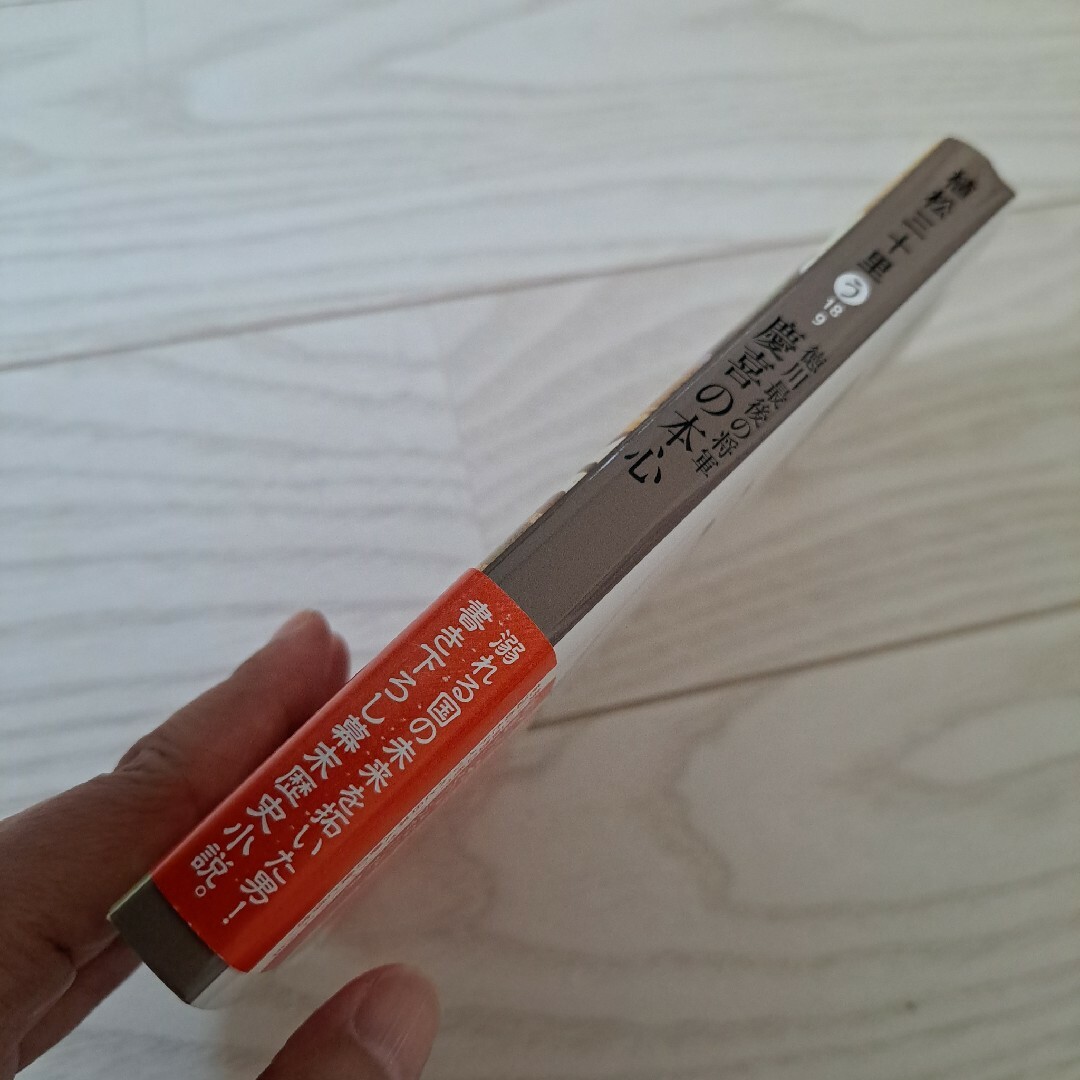 植松三十里
う
18
9
徳川最後の将軍
慶喜の本心
溺れる国の未来を拓いた男!
書き下ろし幕末歴史小説。